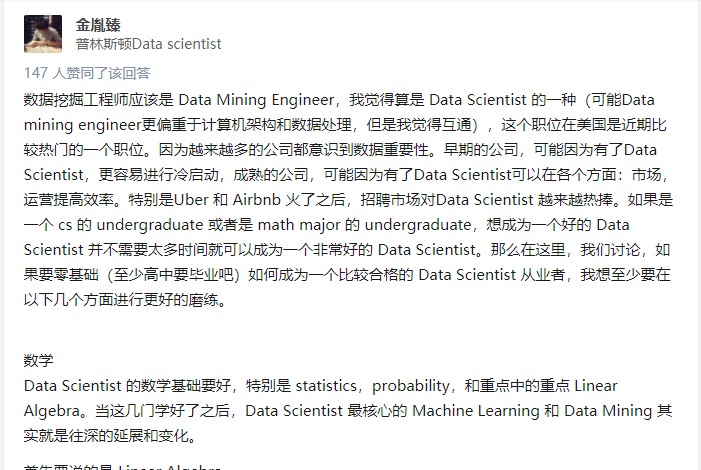 金胤臻
普林斯顿Data scientist
147 人赞同了该回答
数据挖掘工程师应该是 Data Mining Engineer，我觉得算是 Data Scientist 的一种（可能Data
mining engineer更偏重于计算机架构和数据处理，但是我觉得互通），这个职位在美国是近期比
较热门的一个职位。因为越来越多的公司都意识到数据重要性。早期的公司，可能因为有了Data
Scientist，更容易进行冷启动，成熟的公司，可能因为有了Data Scientist可以在各个方面：市场，
运营提高效率。特别是Uber 和 Airbnb 火了之后，招聘市场对Data Scientist 越来越热捧。如果是
一个 cs 的 undergraduate 或者是 math major 的 undergraduate，想成为一个好的 Data
Scientist 并不需要太多时间就可以成为一个非常好的 Data Scientist。那么在这里，我们讨论，如
果要零基础（至少高中要毕业吧）如何成为一个比较合格的 Data Scientist 从业者，我想至少要在
以下几个方面进行更好的磨练。
数学
Data Scientist 的数学基础要好，特别是 statistics，probability，和重点中的重点 Linear
Algebra。当这几门学好了之后，Data Scientist 最核心的 Machine Learning 和 Data Mining 其
实就是往深的延展和变化。
首先要说的是 Linear Algebra